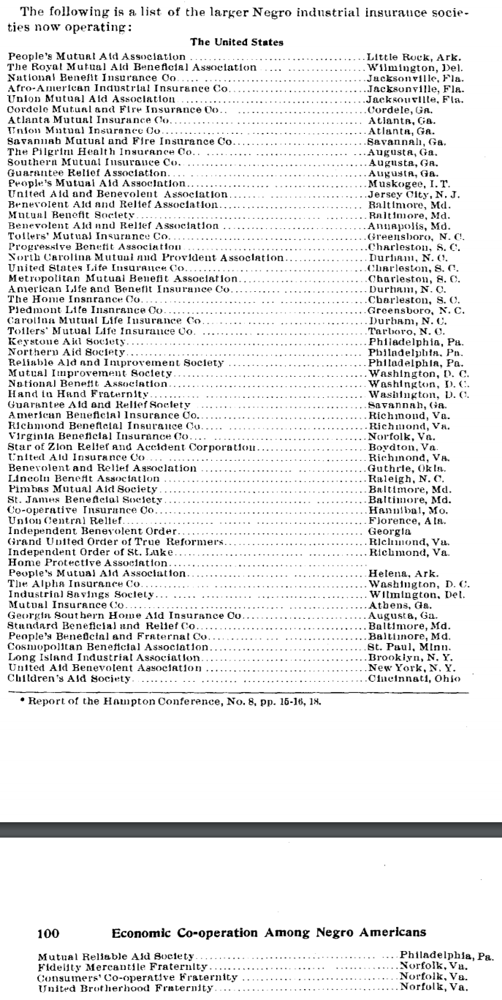 The following is a list of the larger Negro industrial insurance socie-
ties now operating:
The United States
People's Mutual Aid Association ..... Little Rock, Ark.
The Royal Mutual Aid Beneficial Association ..... Wilmington, Del.
National Benefit Insurance Co. ..... Jacksonville, Fla.
Afro-American Industrial Insurance Co. ..... Jacksonville, Fla.
Union Mutual Aid Association ..... Jacksonville, Fla.
Cordele Mutual and Fire Insurance Co. ..... Cordele, Ga.
Atlanta Mutual Insurance Co. ..... Atlanta, Ga.
Union Mutual Insurance Co. ..... Atlanta, Ga.
Savannah Mutual and Fire Insurance Co. ..... Savannah, Ga.
The Pilgrim Health Insurance Co. ..... Augusta, Ga.
Southern Mutual Insurance Co. ..... Augusta, Ga.
Guarantee Relief Association ..... Augusta, Ga.
People's Mutual Aid Association ..... Muskogee, I. T.
United Aid and Benevolent Association ..... Jersey City, N. J.
Benevolent Aid and Relief Association ..... Baltimore, Md.
Mutual Benefit Society ..... Baltimore, Md.
Benevolent Aid and Relief Association ..... Annapolis, Md.
Toilers' Mutual Insurance Co. ..... Greensboro, N. C.
Progressive Benefit Association ..... Charleston, S. C.
North Carolina Mutual and Provident Association ..... Durham, N. C.
United States Life Insurance Co. ..... Charleston, S. C.
Metropolitan Mutual Benefit Association ..... Charleston, S. C.
American Life and Benefit Insurance Co. ..... Durham, N. C.
The Home Insurance Co. ..... Charleston, S. C.
Piedmont Life Insurance Co. ..... Greensboro, N. C.
Carolina Mutual Life Insurance Co. ..... Durham, N. C.
Toilers' Mutual Life Insurance Co. ..... Tarboro, N. C.
Keystone Aid Society ..... Philadelphia, Pa.
Northern Aid Society ..... Philadelphia, Pa.
Reliable Aid and Improvement Society ..... Philadelphia, Pa.
Mutual Improvement Society ..... Washington, D. C.
National Benefit Association ..... Washington, D. C.
Hand in Hand Fraternity ..... Washington, D. C.
Guarantee Aid and Relief Society ..... Savannah, Ga.
American Beneficial Insurance Co. ..... Richmond, Va.
Richmond Beneficial Insurance Co. ..... Richmond, Va.
Virginia Beneficial Insurance Co. ..... Norfolk, Va.
Star of Zion Relief and Accident Corporation ..... Boydton, Va.
United Aid Insurance Co. ..... Richmond, Va.
Benevolent and Relief Association ..... Guthrie, Okla.
Lincoln Benefit Association ..... Raleigh, N. C.
Pimbas Mutual Aid Society ..... Baltimore, Md.
St. James Beneficial Society ..... Baltimore, Md.
Co-operative Insurance Co. ..... Hannibal, Mo.
Union Central Relief ..... Florence, Ala.
Independent Benevolent Order ..... Georgia
Grand United Order of True Reformers ..... Richmond, Va.
Independent Order of St. Luke ..... Richmond, Va.
Home Protective Association .....
People's Mutual Aid Association ..... Helena, Ark.
The Alpha Insurance Co. ..... Washington, D. C.
Industrial Savings Society ..... Wilmington, Del.
Mutual Insurance Co. ..... Athens, Ga.
Georgia Southern Home Aid Insurance Co. ..... Augusta, Ga.
Standard Beneficial and Relief Co. ..... Baltimore, Md.
People's Beneficial and Fraternal Co. ..... Baltimore, Md.
Cosmopolitan Beneficial Association ..... St. Paul, Minn.
Long Island Industrial Association ..... Brooklyn, N. Y.
United Aid Benevolent Association ..... New York, N. Y.
Children's Aid Society ..... Cincinnati, Ohio
* Report of the Hampton Conference, No. 8, pp. 15-16, 18.
100 Economic Co-operation Among Negro Americans
Mutual Reliable Aid Society ..... Philadelphia, Pa.
Fidelity Mercantile Fraternity ..... Norfolk, Va.
Consumers' Co-operative Fraternity ..... Norfolk, Va.
United Brotherhood Fraternity ..... Norfolk, Va.